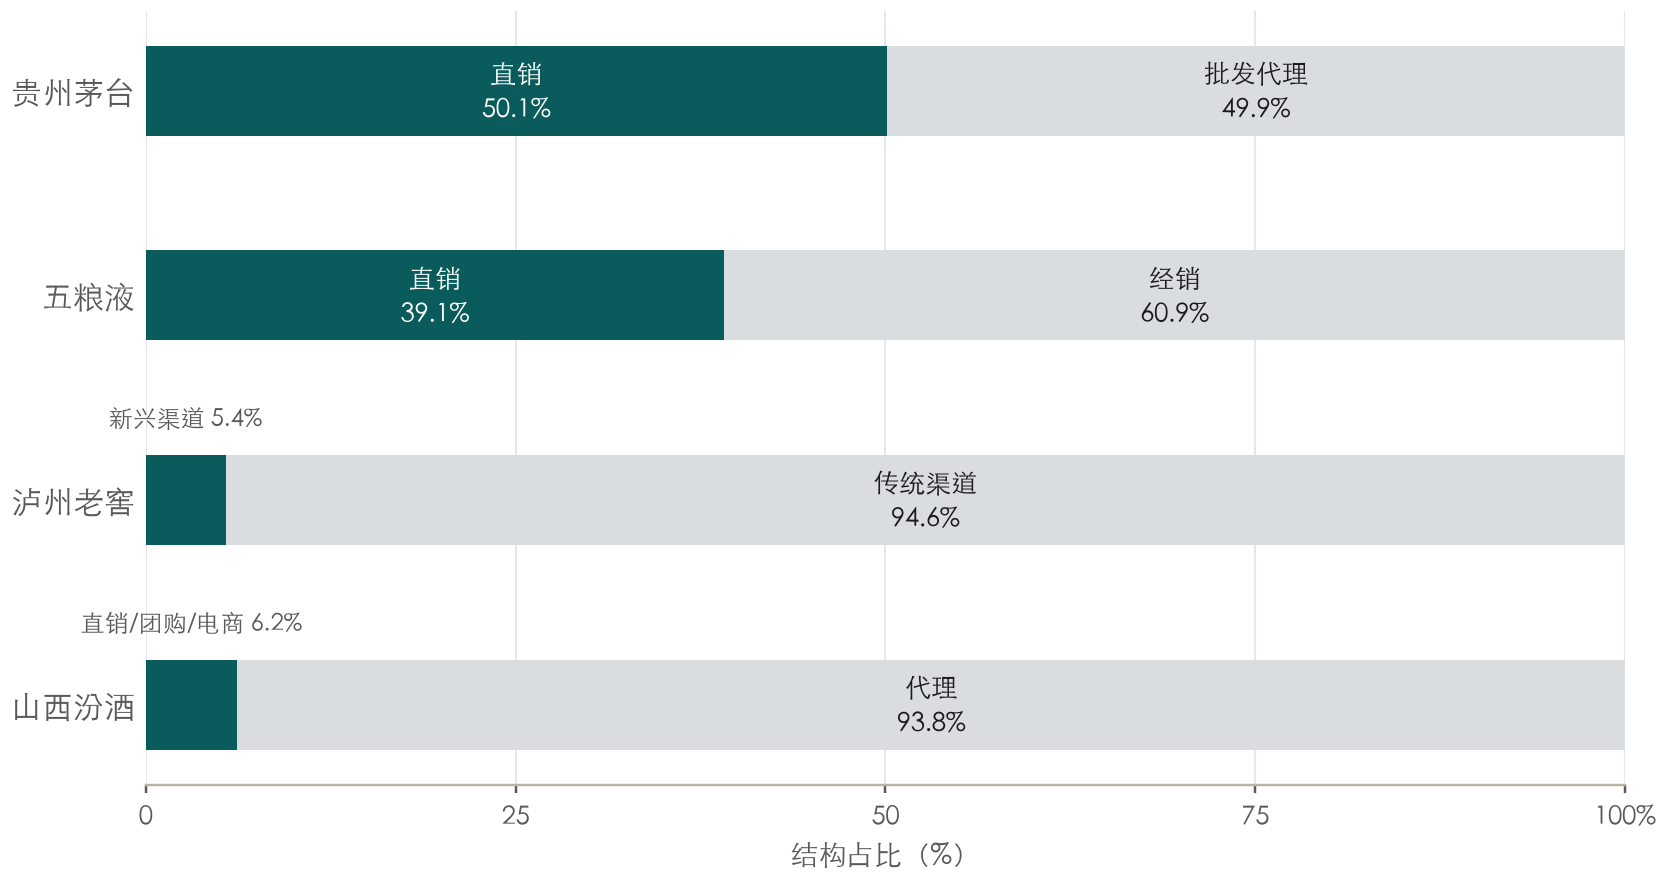 贵州茅台
直销
50.1%
批发代理
49.9%
五粮液
直销
39.1%
经销
60.9%
新兴渠道 5.4%
泸州老窖
传统渠道
94.6%
直销/团购/电商 6.2%
山西汾酒
代理
93.8%
0
25
50
75
100%
结构占比（%）